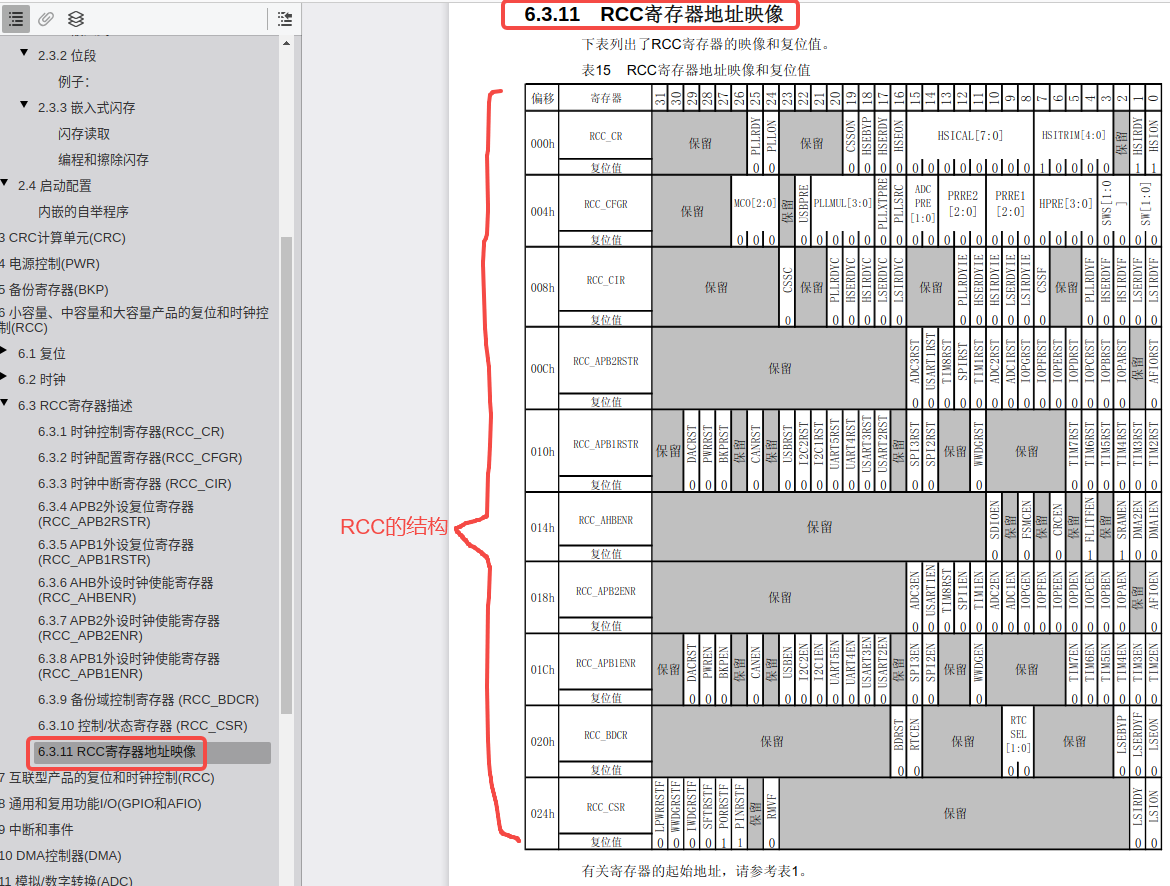 2.3.2 位段
例子：
2.3.3 嵌入式闪存
闪存读取
编程和擦除闪存
2.4 启动配置
内嵌的自举程序
3 CRC计算单元(CRC)
4 电源控制(PWR)
5 备份寄存器(BKP)
6 小容量、中容量和大容量产品的复位和时钟控
制(RCC)
6.1 复位
6.2 时钟
6.3 RCC寄存器描述
6.3.1 时钟控制寄存器(RCC_CR)
6.3.2 时钟配置寄存器(RCC_CFGR)
6.3.3 时钟中断寄存器 (RCC_CIR)
6.3.4 APB2外设复位寄存器
(RCC_APB2RSTR)
6.3.5 APB1外设复位寄存器
(RCC_APB1RSTR)
6.3.6 AHB外设时钟使能寄存器
(RCC_AHBENR)
6.3.7 APB2外设时钟使能寄存器
(RCC_APB2ENR)
6.3.8 APB1外设时钟使能寄存器
(RCC_APB1ENR)
6.3.9 备份域控制寄存器 (RCC_BDCR)
6.3.10 控制/状态寄存器 (RCC_CSR)
6.3.11 RCC寄存器地址映像
7 互联型产品的复位和时钟控制(RCC)
8 通用和复用功能I/O(GPIO和AFIO)
9 中断和事件
10 DMA控制器(DMA)
11 模拟/数字转换(ADC)
RCC的结构
6.3.11 RCC寄存器地址映像
下表列出了RCC寄存器的映像和复位值。
表15 RCC寄存器地址映像和复位值
偏移 寄存器 31 30 29 28 27 26 25 24 23 22 21 20 19 18 17 16 15 14 13 12 11 10 9 8 7 6 5 4 3 2 1 0
000h RCC_CR 保留 PLLRDY PLLON 保留 CSSON HSEBYP HSERDY HSEON HSICAL[7:0] HSITRIM[4:0] 保留 HSIRDY HSION
复位值 0 0 0 0 0 0 0 0 0 0 0 0 0 0 1 0 0 0 0 1 1
004h RCC_CFGR 保留 MCO[2:0] 保留 USBPRE PLLMUL[3:0] PLLXTPRE PLLSRC ADC PRE [1:0] PRRE2 [2:0] PRRE1 [2:0] HPRE[3:0] SWS[1:0] SW[1:0]
复位值 0 0 0 0 0 0 0 0 0 0 0 0 0 0 0 0 0 0 0 0 0 0 0 0 0 0
008h RCC_CIR 保留 CSSC 保留 PLLRDYC HSERDYC HSIRDYC LSERDYC LSIRDYC 保留 PLLRDYIE HSERDYIE HSIRDYIE LSERDYIE LSIRDYIE CSSF 保留 PLLRDYF HSERDYF HSIRDYF LSERDYF LSIRDYF
复位值 0 0 0 0 0 0 0 0 0 0 0 0 0 0 0 0 0
00Ch RCC_APB2RSTR 保留 ADC3RST USART1RST TIM8RST SPIRST TIM1RST ADC2RST ADC1RST IOPGRST IOPFRST IOPERST IOPDRST IOPCRST IOPBRST IOPARST 保留 AFIORST
复位值 0 0 0 0 0 0 0 0 0 0 0 0 0 0 0
010h RCC_APB1RSTR 保留 DACRST PWRRST BKPRST 保留 CANRST 保留 USBRST I2C2RST I2C1RST UART5RST UART4RST USART3RST USART2RST 保留 SPI3RST SPI2RST 保留 WWDGRST 保留 TIM7RST TIM6RST TIM5RST TIM4RST TIM3RST TIM2RST
复位值 0 0 0 0 0 0 0 0 0 0 0 0 0 0 0 0 0 0 0 0
014h RCC_AHBENR 保留 SDIOEN 保留 FSMCEN 保留 CRCEN 保留 FLITFEN 保留 SRAMEN DMA2EN DMA1EN
复位值 0 0 0 1 1 0 0
018h RCC_APB2ENR 保留 ADC3EN USART1EN TIM8RST SPI1EN TIM1EN ADC2EN ADC1EN IOPGEN IOPFEN IOPEEN IOPDEN IOPCEN IOPBEN IOPAEN 保留 AFIOEN
复位值 0 0 0 0 0 0 0 0 0 0 0 0 0 0 0
01Ch RCC_APB1ENR 保留 DACRST PWREN BKPEN 保留 CANEN 保留 USBEN I2C2EN I2C1EN UART5EN UART4EN USART3EN USART2EN 保留 SPI3EN SPI2EN 保留 WWDGEN 保留 TIM7EN TIM6EN TIM5EN TIM4EN TIM3EN TIM2EN
复位值 0 0 0 0 0 0 0 0 0 0 0 0 0 0 0 0 0 0 0 0
020h RCC_BDCR 保留 BDRST RTCEN 保留 RTC SEL [1:0] 保留 LSEBYP LSERDYF LSEON
复位值 0 0 0 0 0 0 0
024h RCC_CSR LPWRRSTF WWDGRSTF IWDGRSTF SFTRSTF PORRSTF PINRSTF 保留 RMVF 保留 LSIRDY LSION
复位值 0 0 0 0 1 1 0 0 0
有关寄存器的起始地址，请参考表1。